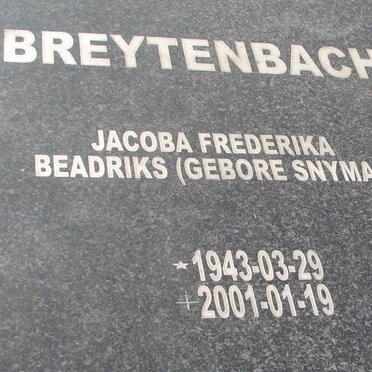 BREYTENBACH
JACOBA FREDERIKA
BEADRIKS (GEBORE SNYMA
* 1943-03-29
+ 2001-01-19